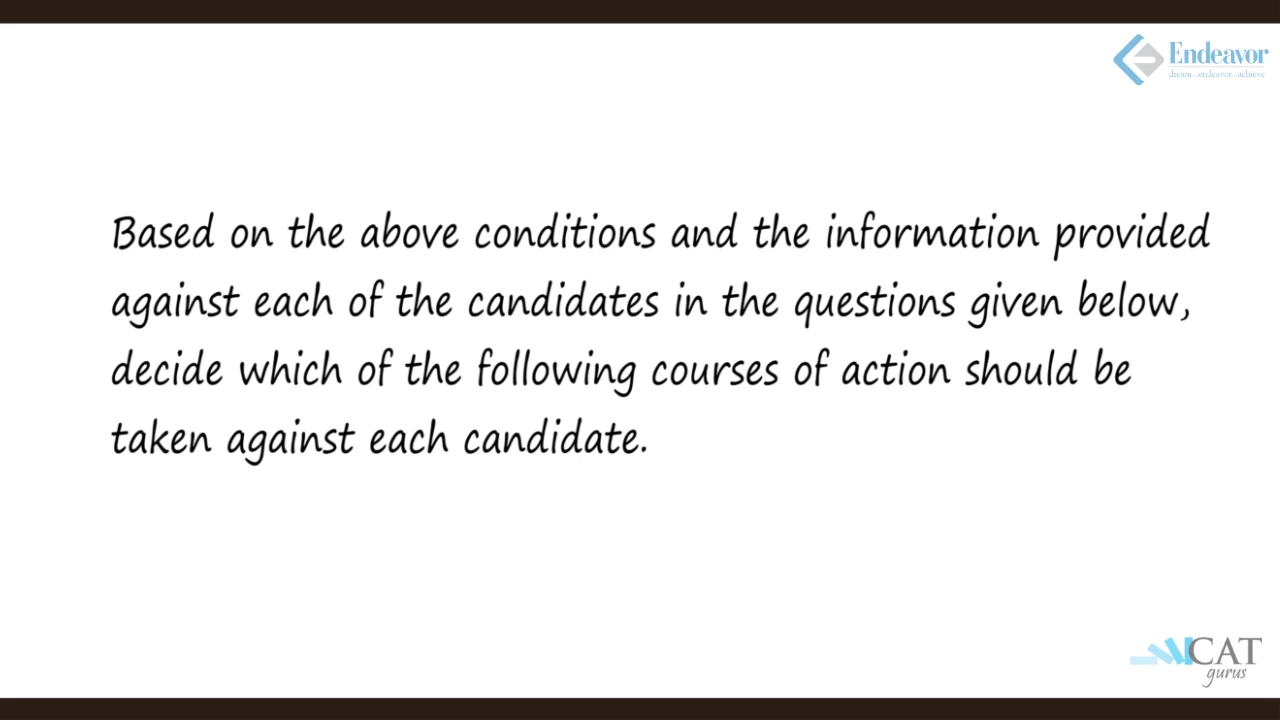 Endeavor
dream...endeavor...achieve
Based on the above conditions and the information provided
against each of the candidates in the questions given below,
decide which of the following courses of action should be
taken against each candidate.
CAT
gurus